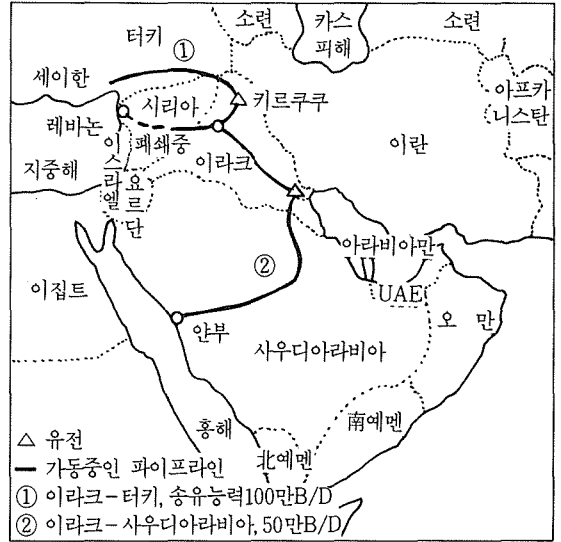 소련
카스
피해
소련
터키
①
세이한
시리아
키르쿠쿠
아프카
니스탄
레바논
폐쇄중
이스라엘
이라크
이란
지중해
요르단
아라비아만
②
UAE
이집트
오만
얀부
사우디아라비아
홍해
南예멘
北예멘
△ 유전
━ 가동중인 파이프라인
① 이라크-터키, 송유능력100만B/D
② 이라크-사우디아라비아, 50만B/D